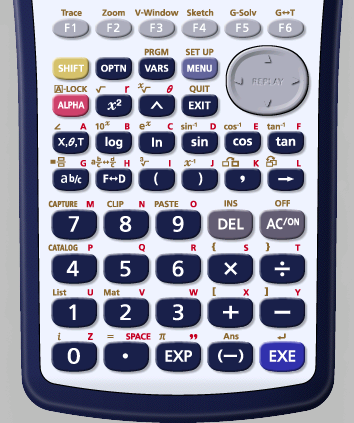 Trace Zoom V-Window Sketch G-Solv G↔T
F1 F2 F3 F4 F5 F6
PRGM SET UP
SHIFT OPTN VARS MENU
REPLAY
A-LOCK √ r ˣ√ θ QUIT
ALPHA x² ^ EXIT
∠ A 10ˣ B eˣ C sin⁻¹ D cos⁻¹ E tan⁻¹ F
X,θ,T log ln sin cos tan
G H ³√ I x⁻¹ J K L
a b/c F↔D ( ) , →
CAPTURE M CLIP N PASTE O INS OFF
7 8 9 DEL AC/ON
CATALOG P Q R { S } T
4 5 6 × ÷
List U Mat V W [ X ] Y
1 2 3 + −
i Z = SPACE π " Ans ↵
0 • EXP (−) EXE